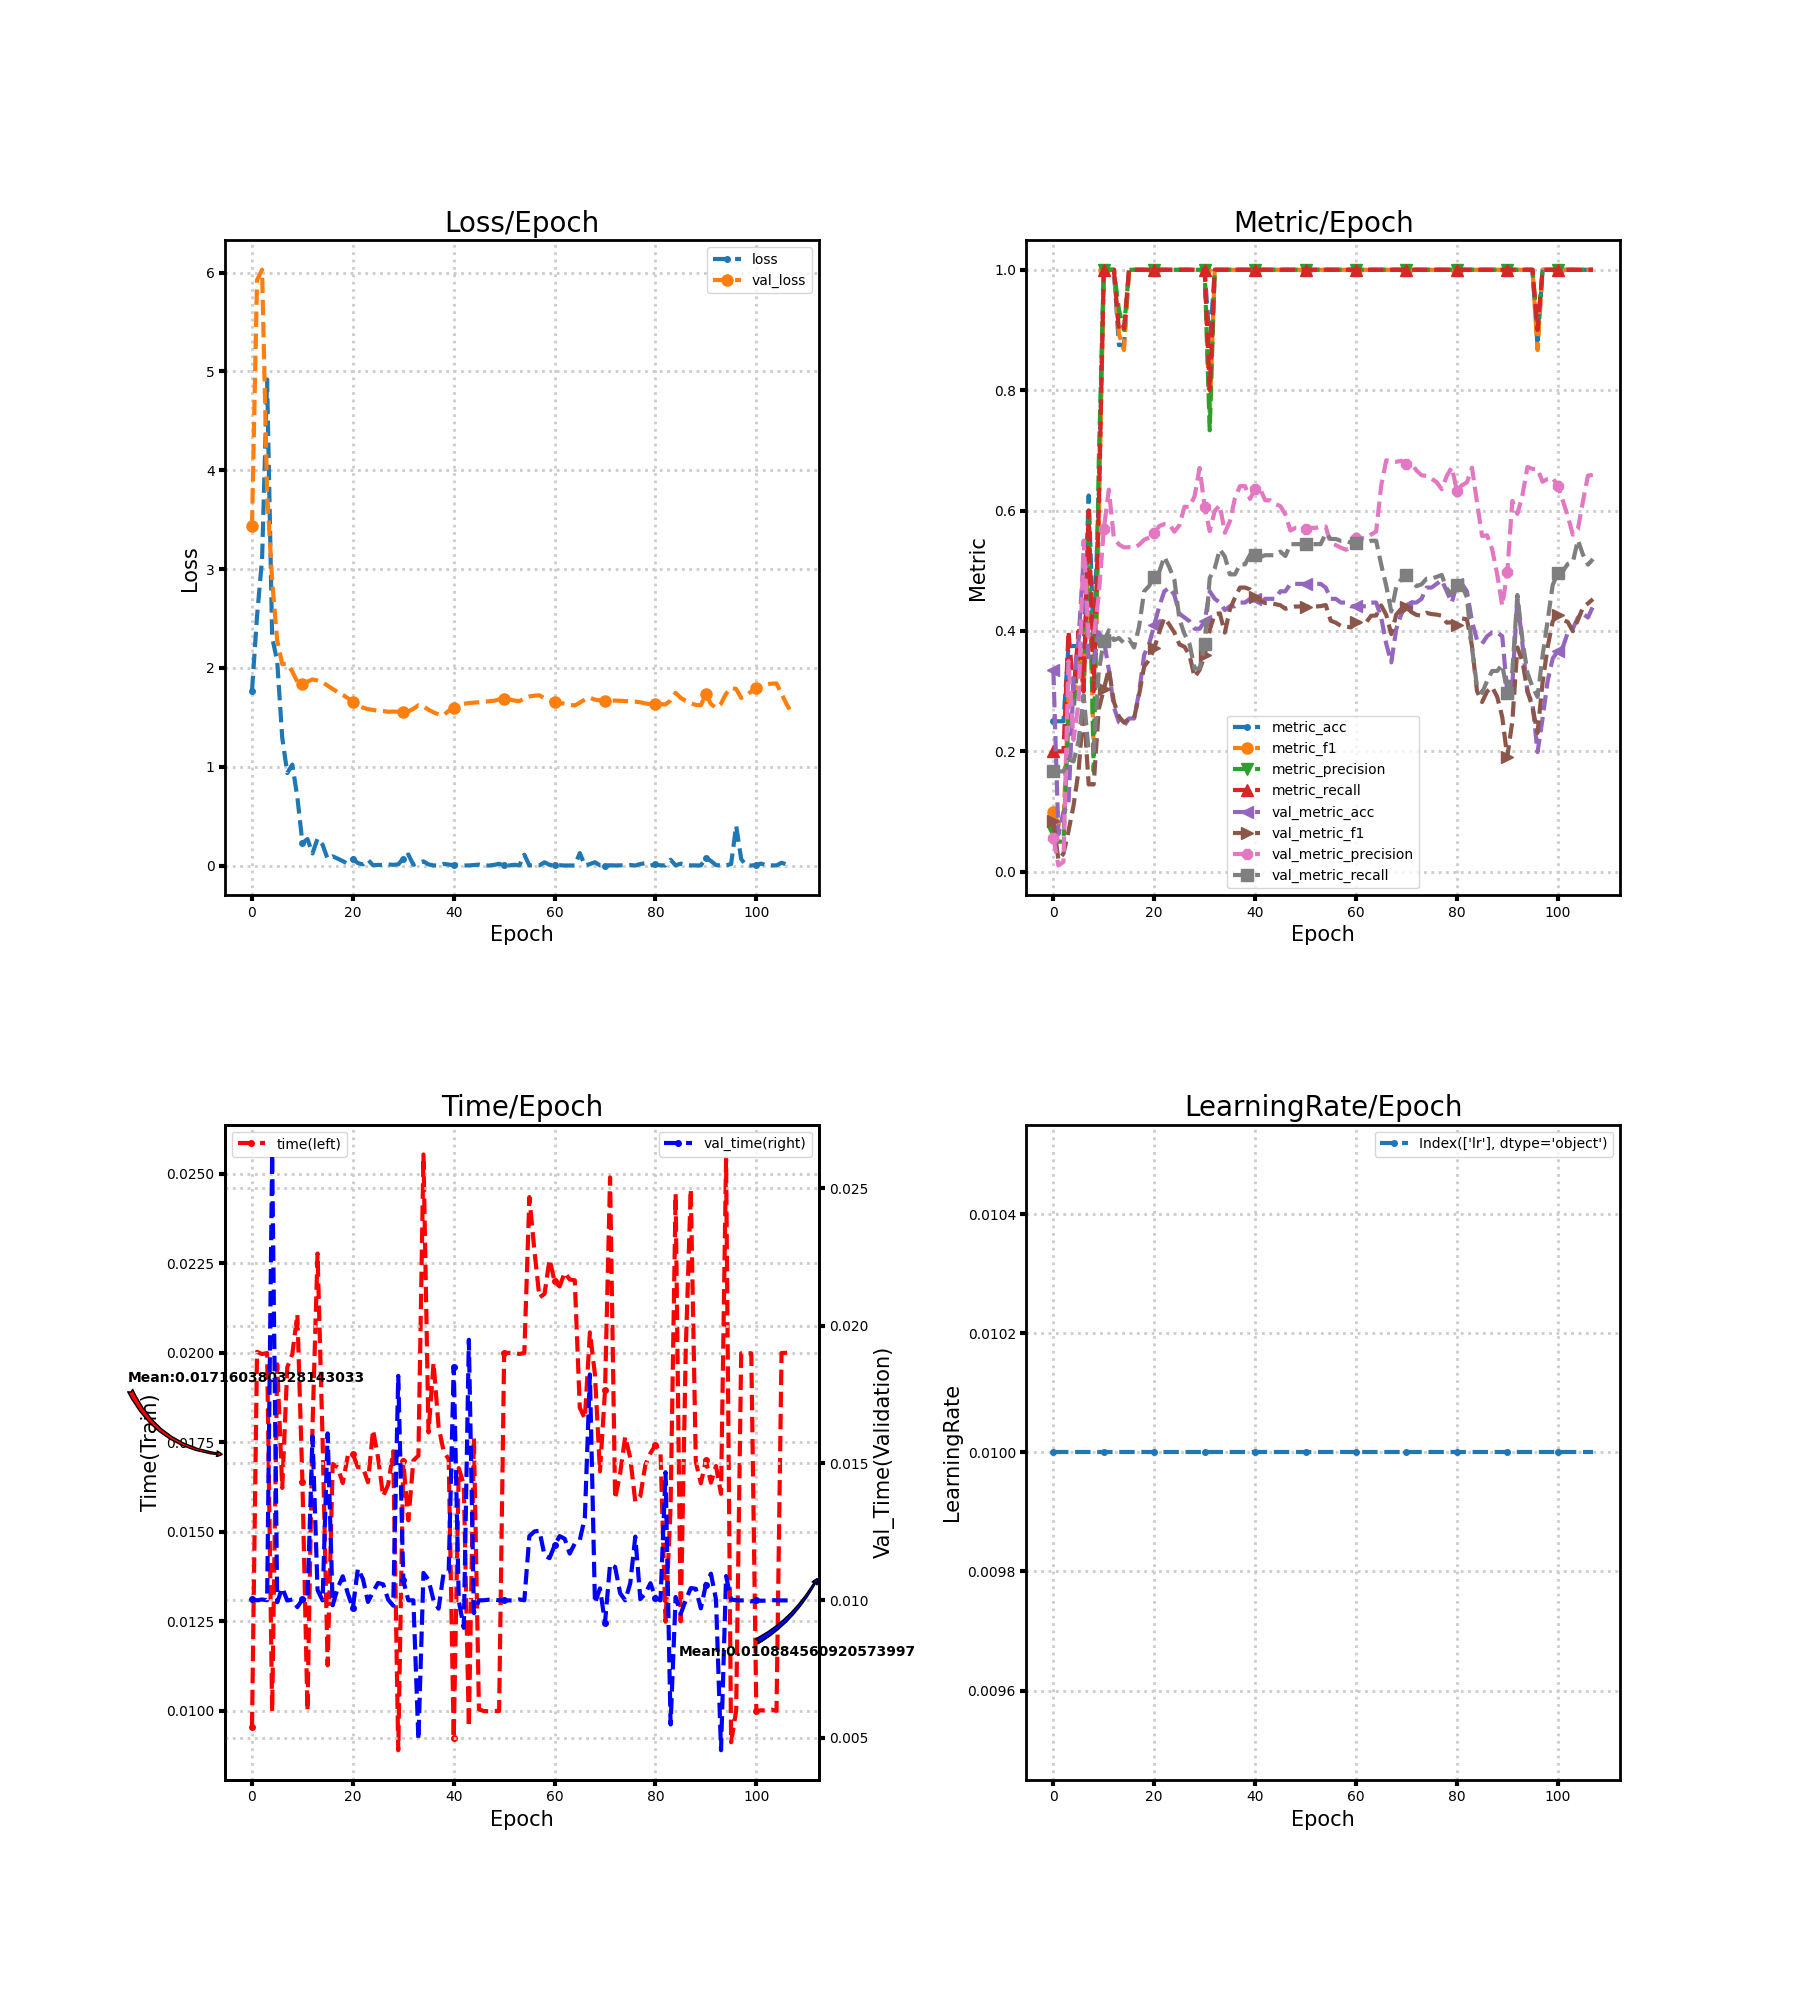 Loss/Epoch
loss
val_loss
6
5
4
3
2
1
0
Loss
0 20 40 60 80 100
Epoch
Metric/Epoch
1.0
0.8
0.6
0.4
0.2
0.0
Metric
metric_acc
metric_f1
metric_precision
metric_recall
val_metric_acc
val_metric_f1
val_metric_precision
val_metric_recall
0 20 40 60 80 100
Epoch
Time/Epoch
time(left)
val_time(right)
0.0250
0.0225
0.0200
0.0175
0.0150
0.0125
0.0100
Time(Train)
Mean:0.017160380328143033
0.025
0.020
0.015
0.010
0.005
Val_Time(Validation)
Mean:0.010884560920573997
0 20 40 60 80 100
Epoch
LearningRate/Epoch
Index(['lr'], dtype='object')
0.0104
0.0102
0.0100
0.0098
0.0096
LearningRate
0 20 40 60 80 100
Epoch